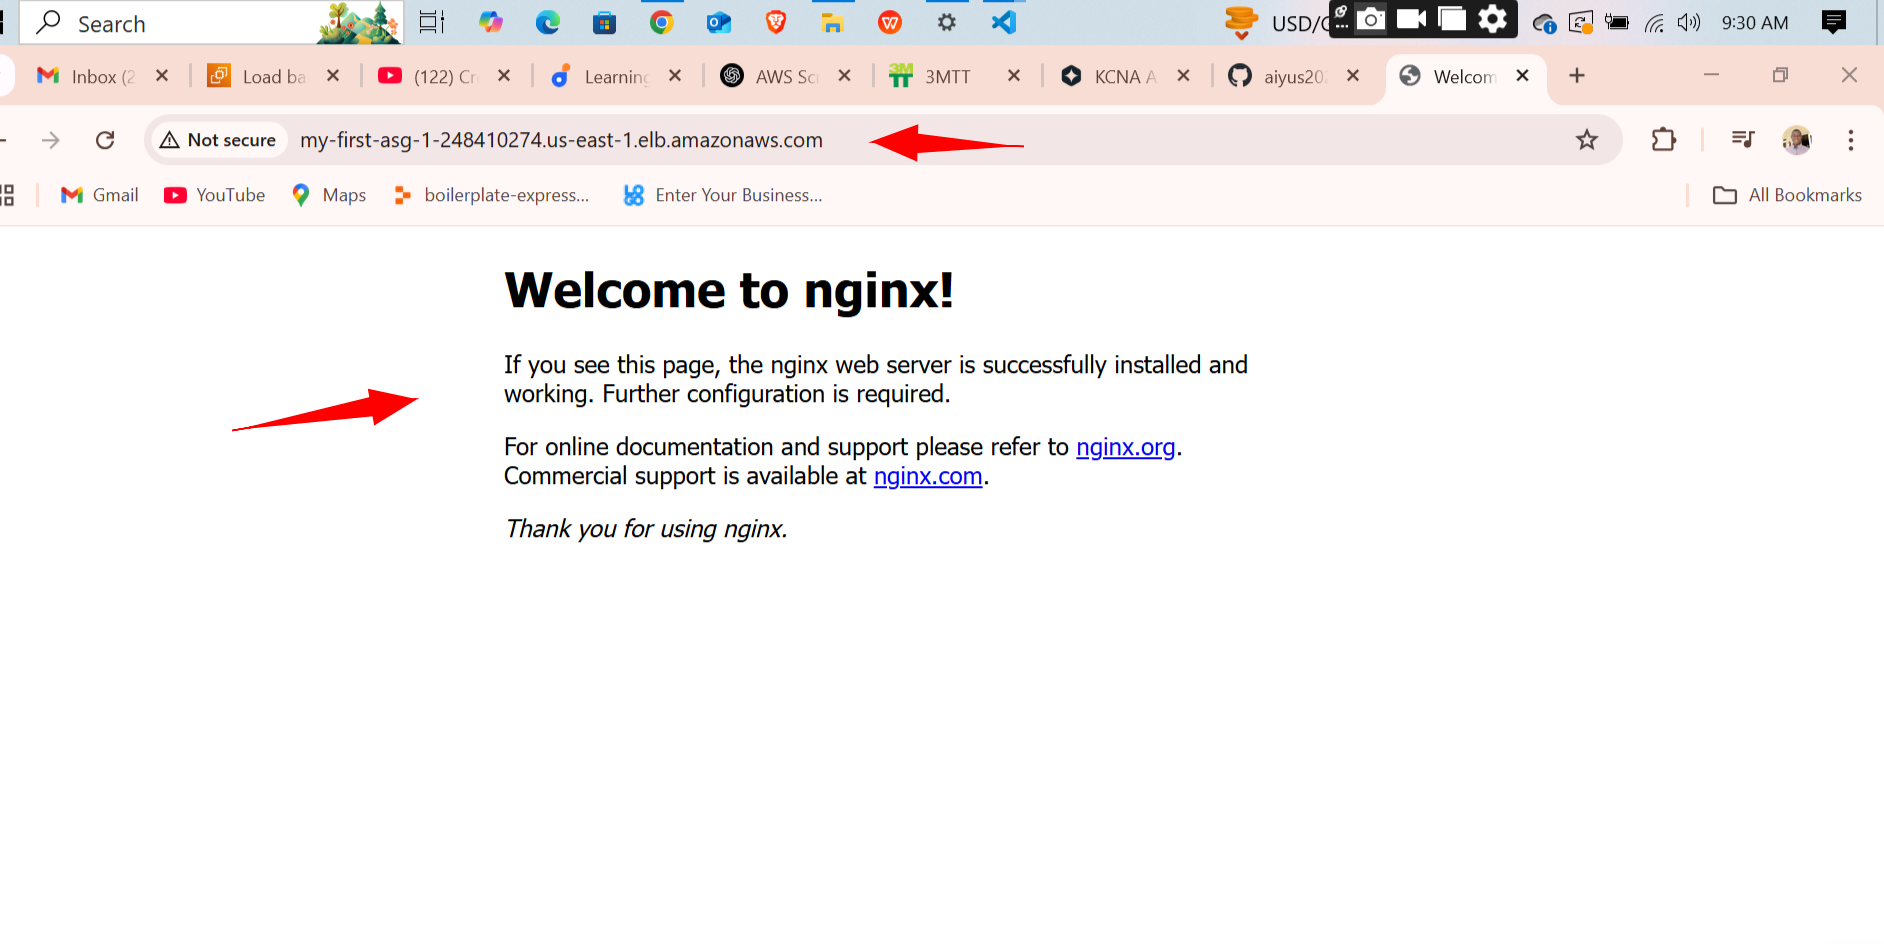 Search
USD/
9:30 AM
Inbox (2
Load ba
(122) Cr
Learning
AWS Sc
3MTT
KCNA A
aiyus20
Welcom
Not secure
my-first-asg-1-248410274.us-east-1.elb.amazonaws.com
Gmail
YouTube
Maps
boilerplate-express...
Enter Your Business...
All Bookmarks
Welcome to nginx!
If you see this page, the nginx web server is successfully installed and
working. Further configuration is required.
For online documentation and support please refer to nginx.org.
Commercial support is available at nginx.com.
Thank you for using nginx.